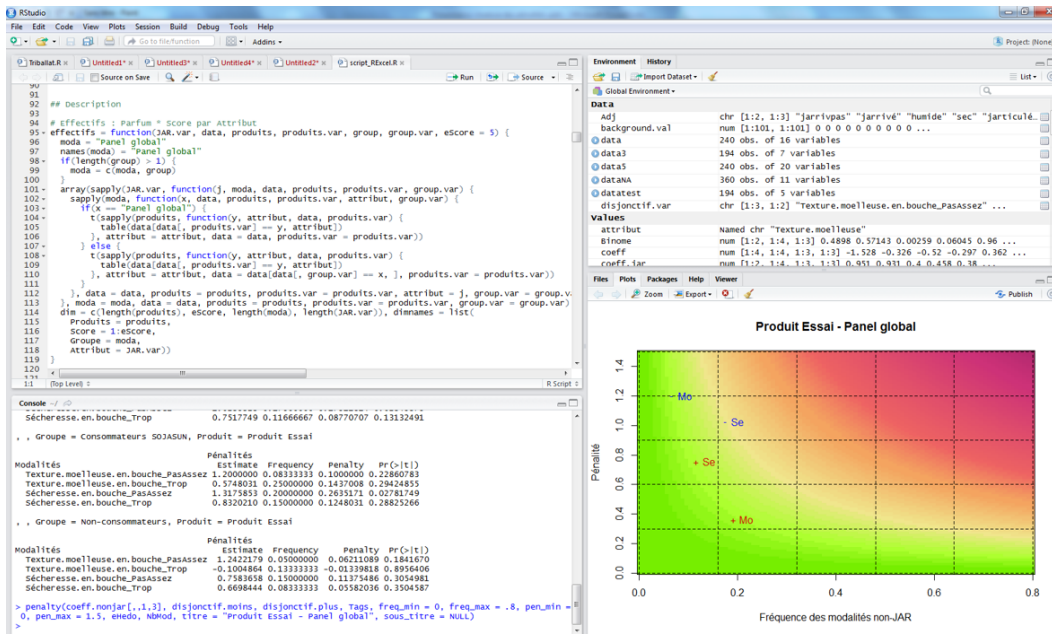 RStudio
File Edit Code View Plots Session Build Debug Tools Help
Go to file/function Addins
Project: (None
Triballat.R Untitled1* Untitled3* Untitled4* Untitled2* script_RExcel.R
Source on Save Run Source
90
91
92 ## Description
93
94 # Effectifs : Parfum * Score par Attribut
95 effectifs = function(JAR.var, data, produits, produits.var, group, group.var, eScore = 5) {
96 moda = "Panel global"
97 names(moda) = "Panel global"
98 if(length(group) > 1) {
99 moda = c(moda, group)
100 }
101 array(sapply(JAR.var, function(j, moda, data, produits, produits.var, group.var) {
102 sapply(moda, function(x, data, produits, produits.var, attribut, group.var) {
103 if(x == "Panel global") {
104 t(sapply(produits, function(y, attribut, data, produits.var) {
105 table(data[data[, produits.var] == y, attribut])
106 }, attribut = attribut, data = data, produits.var = produits.var))
107 } else {
108 t(sapply(produits, function(y, attribut, data, produits.var) {
109 table(data[data[, produits.var] == y, attribut])
110 }, attribut = attribut, data = data[data[, group.var] == x, ], produits.var = produits.var))
111 }
112 }, data = data, produits = produits, produits.var = produits.var, attribut = j, group.var = group.v
113 }, moda = moda, data = data, produits = produits, produits.var = produits.var, group.var = group.var)
114 dim = c(length(produits), eScore, length(moda), length(JAR.var)), dimnames = list(
115 Produits = produits,
116 Score = 1:eScore,
117 Groupe = moda,
118 Attribut = JAR.var))
119 }
120
121
1:1 (Top Level) R Script
Console ~/
Sécheresse.en.bouche_Trop 0.7517749 0.11666667 0.08770707 0.13132491
, , Groupe = Consommateurs SOJASUN, Produit = Produit Essai
Pénalités
Modalités Estimate Frequency Penalty Pr(>|t|)
Texture.moelleuse.en.bouche_PasAssez 1.2000000 0.08333333 0.1000000 0.22860783
Texture.moelleuse.en.bouche_Trop 0.5748031 0.25000000 0.1437008 0.29424855
Sécheresse.en.bouche_PasAssez 1.3175853 0.20000000 0.2635171 0.02781749
Sécheresse.en.bouche_Trop 0.8320210 0.15000000 0.1248031 0.28825266
, , Groupe = Non-consommateurs, Produit = Produit Essai
Pénalités
Modalités Estimate Frequency Penalty Pr(>|t|)
Texture.moelleuse.en.bouche_PasAssez 1.2422179 0.05000000 0.06211089 0.1841670
Texture.moelleuse.en.bouche_Trop -0.1004864 0.13333333 -0.01339818 0.8956406
Sécheresse.en.bouche_PasAssez 0.7583658 0.15000000 0.11375486 0.3054981
Sécheresse.en.bouche_Trop 0.6698444 0.08333333 0.05582036 0.3504587
> penalty(coeff.nonjar[,,1,3], disjonctif.moins, disjonctif.plus, Tags, freq_min = 0, freq_max = .8, pen_min =
0, pen_max = 1.5, eHedo, NbMod, titre = "Produit Essai - Panel global", sous_titre = NULL)
>
Environment History
Import Dataset List
Global Environment
Data
Adj chr [1:2, 1:3] "jarrivpas" "jarrivé" "humide" "sec" "jarticulé…
background.val num [1:101, 1:101] 0 0 0 0 0 0 0 0 0 0 ...
data 240 obs. of 16 variables
data3 194 obs. of 7 variables
data5 240 obs. of 20 variables
dataNA 360 obs. of 11 variables
datatest 194 obs. of 5 variables
disjonctif.var chr [1:3, 1:2] "Texture.moelleuse.en.bouche_PasAssez" ...
Values
attribut Named chr "Texture.moelleuse"
Binome num [1:2, 1:4, 1:3] 0.4898 0.57143 0.00259 0.06045 0.96 ...
coeff num [1:4, 1:4, 1:3, 1:3] -1.528 -0.326 -0.52 -0.297 0.362 ...
coeff.jar num [1:2, 1:4, 1:3, 1:3] 0.951 0.931 0.4 0.458 0.38 ...
Files Plots Packages Help Viewer
Zoom Export Publish
Produit Essai - Panel global
Pénalité
1.4
1.2
1.0
0.8
0.6
0.4
0.2
0.0
- Mo
- Se
+ Se
+ Mo
0.0 0.2 0.4 0.6 0.8
Fréquence des modalités non-JAR